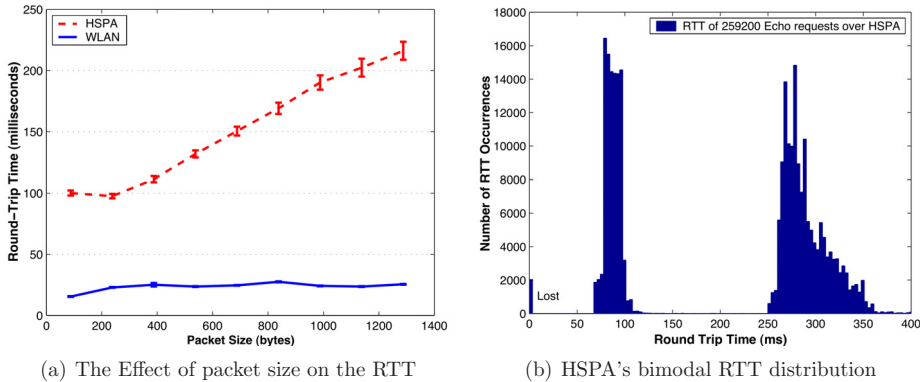 HSPA
WLAN
250
200
150
100
50
0
Round−Trip Time (milliseconds)
0 200 400 600 800 1000 1200 1400
Packet Size (bytes)
(a) The Effect of packet size on the RTT
RTT of 259200 Echo requests over HSPA
18000
16000
14000
12000
10000
8000
6000
4000
2000
0
Number of RTT Occurrences
Lost
0 50 100 150 200 250 300 350 400
Round Trip Time (ms)
(b) HSPA's bimodal RTT distribution